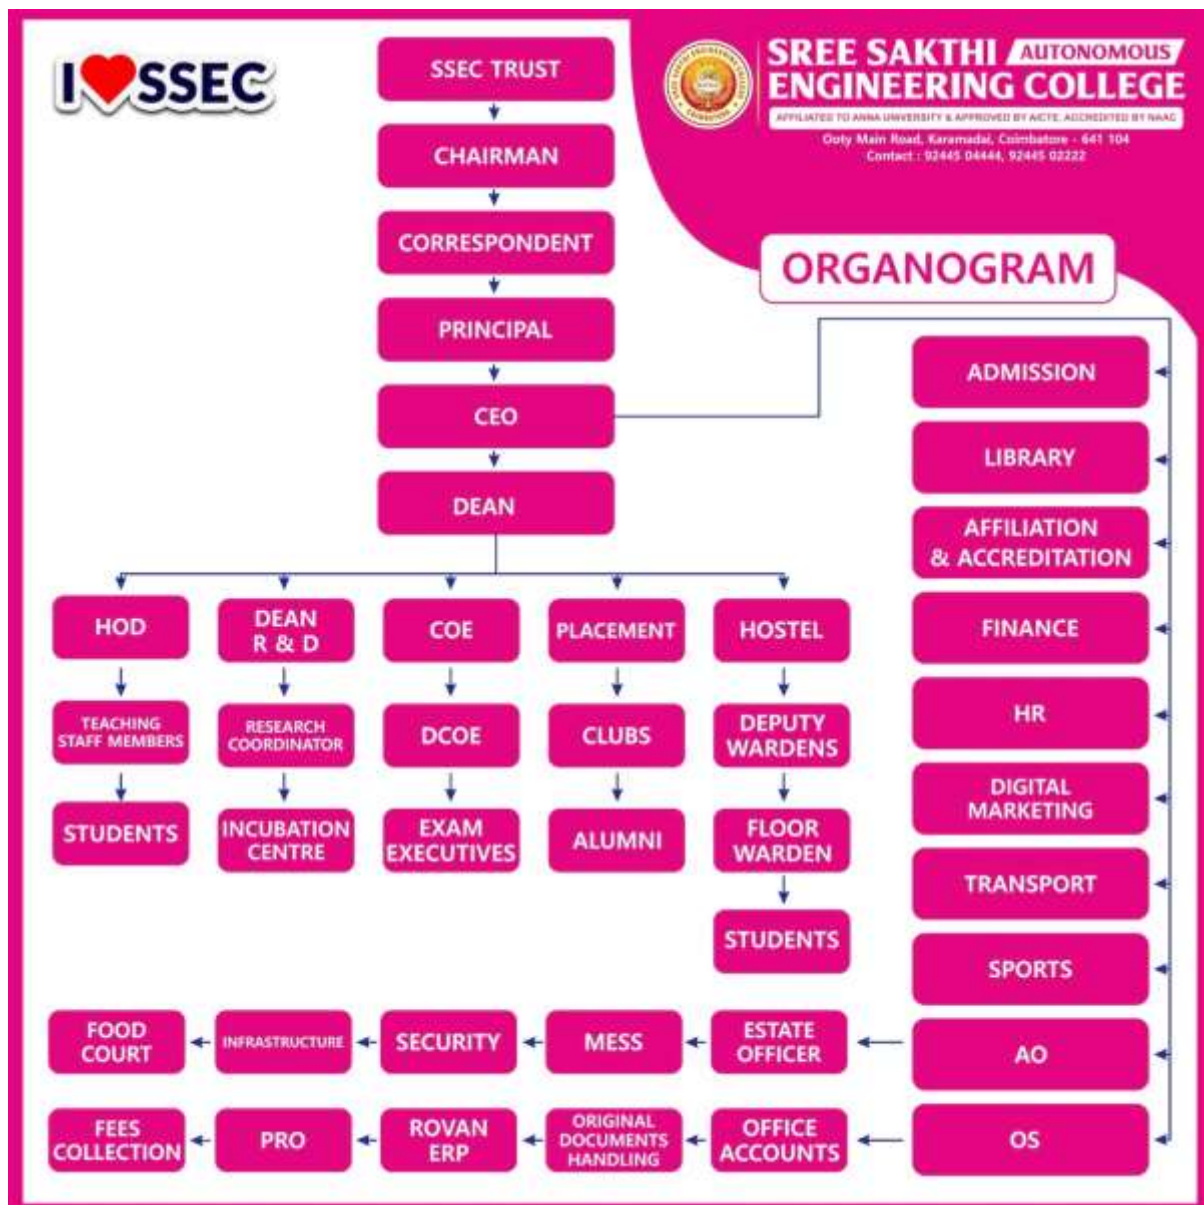 I SSEC
SREE SAKTHI AUTONOMOUS
ENGINEERING COLLEGE
AFFILIATED TO ANNA UNIVERSITY & APPROVED BY AICTE, ACCREDITED BY NAAC
Ooty Main Road, Karamadai, Coimbatore - 641 104
Contact : 92445 04444, 92445 02222
ORGANOGRAM
SSEC TRUST
CHAIRMAN
CORRESPONDENT
PRINCIPAL
CEO
DEAN
HOD
DEAN
R & D
COE
PLACEMENT
HOSTEL
TEACHING
STAFF MEMBERS
RESEARCH
COORDINATOR
DCOE
CLUBS
DEPUTY
WARDENS
STUDENTS
INCUBATION
CENTRE
EXAM
EXECUTIVES
ALUMNI
FLOOR
WARDEN
STUDENTS
ADMISSION
LIBRARY
AFFILIATION
& ACCREDITATION
FINANCE
HR
DIGITAL
MARKETING
TRANSPORT
SPORTS
AO
OS
FOOD
COURT
INFRASTRUCTURE
SECURITY
MESS
ESTATE
OFFICER
FEES
COLLECTION
PRO
ROVAN
ERP
ORIGINAL
DOCUMENTS
HANDLING
OFFICE
ACCOUNTS